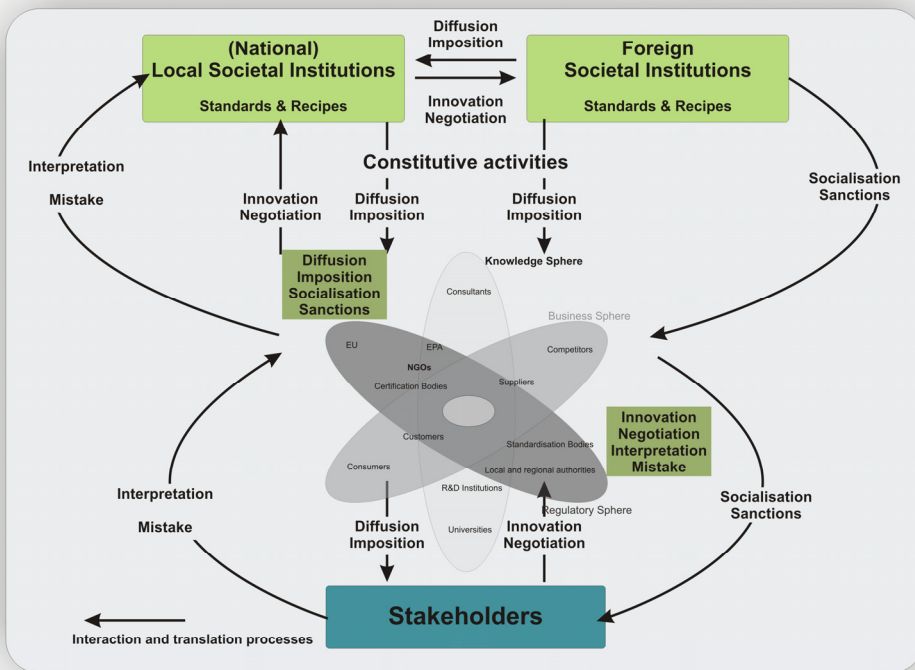 (National)
Local Societal Institutions
Standards & Recipes
Diffusion
Imposition
Innovation
Negotiation
Foreign
Societal Institutions
Standards & Recipes
Constitutive activities
Interpretation
Mistake
Innovation
Negotiation
Diffusion
Imposition
Diffusion
Imposition
Socialisation
Sanctions
Diffusion
Imposition
Socialisation
Sanctions
Knowledge Sphere
Consultants
Business Sphere
EU
EPA
Competitors
NGOs
Certification Bodies
Suppliers
Customers
Standardisation Bodies
Consumers
Local and regional authorities
R&D Institutions
Regulatory Sphere
Universities
Innovation
Negotiation
Interpretation
Mistake
Interpretation
Mistake
Diffusion
Imposition
Innovation
Negotiation
Socialisation
Sanctions
Stakeholders
Interaction and translation processes